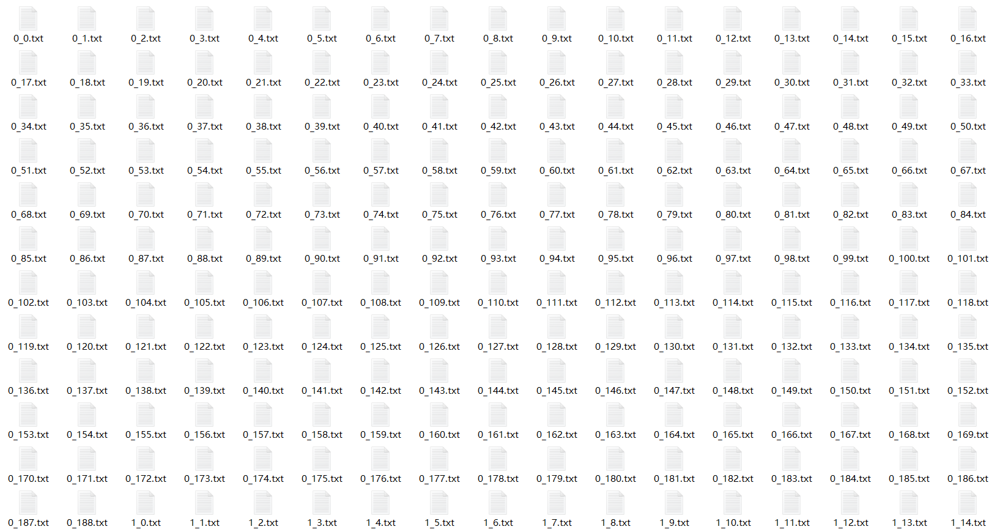 0_0.txt 0_1.txt 0_2.txt 0_3.txt 0_4.txt 0_5.txt 0_6.txt 0_7.txt 0_8.txt 0_9.txt 0_10.txt 0_11.txt 0_12.txt 0_13.txt 0_14.txt 0_15.txt 0_16.txt
0_17.txt 0_18.txt 0_19.txt 0_20.txt 0_21.txt 0_22.txt 0_23.txt 0_24.txt 0_25.txt 0_26.txt 0_27.txt 0_28.txt 0_29.txt 0_30.txt 0_31.txt 0_32.txt 0_33.txt
0_34.txt 0_35.txt 0_36.txt 0_37.txt 0_38.txt 0_39.txt 0_40.txt 0_41.txt 0_42.txt 0_43.txt 0_44.txt 0_45.txt 0_46.txt 0_47.txt 0_48.txt 0_49.txt 0_50.txt
0_51.txt 0_52.txt 0_53.txt 0_54.txt 0_55.txt 0_56.txt 0_57.txt 0_58.txt 0_59.txt 0_60.txt 0_61.txt 0_62.txt 0_63.txt 0_64.txt 0_65.txt 0_66.txt 0_67.txt
0_68.txt 0_69.txt 0_70.txt 0_71.txt 0_72.txt 0_73.txt 0_74.txt 0_75.txt 0_76.txt 0_77.txt 0_78.txt 0_79.txt 0_80.txt 0_81.txt 0_82.txt 0_83.txt 0_84.txt
0_85.txt 0_86.txt 0_87.txt 0_88.txt 0_89.txt 0_90.txt 0_91.txt 0_92.txt 0_93.txt 0_94.txt 0_95.txt 0_96.txt 0_97.txt 0_98.txt 0_99.txt 0_100.txt 0_101.txt
0_102.txt 0_103.txt 0_104.txt 0_105.txt 0_106.txt 0_107.txt 0_108.txt 0_109.txt 0_110.txt 0_111.txt 0_112.txt 0_113.txt 0_114.txt 0_115.txt 0_116.txt 0_117.txt 0_118.txt
0_119.txt 0_120.txt 0_121.txt 0_122.txt 0_123.txt 0_124.txt 0_125.txt 0_126.txt 0_127.txt 0_128.txt 0_129.txt 0_130.txt 0_131.txt 0_132.txt 0_133.txt 0_134.txt 0_135.txt
0_136.txt 0_137.txt 0_138.txt 0_139.txt 0_140.txt 0_141.txt 0_142.txt 0_143.txt 0_144.txt 0_145.txt 0_146.txt 0_147.txt 0_148.txt 0_149.txt 0_150.txt 0_151.txt 0_152.txt
0_153.txt 0_154.txt 0_155.txt 0_156.txt 0_157.txt 0_158.txt 0_159.txt 0_160.txt 0_161.txt 0_162.txt 0_163.txt 0_164.txt 0_165.txt 0_166.txt 0_167.txt 0_168.txt 0_169.txt
0_170.txt 0_171.txt 0_172.txt 0_173.txt 0_174.txt 0_175.txt 0_176.txt 0_177.txt 0_178.txt 0_179.txt 0_180.txt 0_181.txt 0_182.txt 0_183.txt 0_184.txt 0_185.txt 0_186.txt
0_187.txt 0_188.txt 1_0.txt 1_1.txt 1_2.txt 1_3.txt 1_4.txt 1_5.txt 1_6.txt 1_7.txt 1_8.txt 1_9.txt 1_10.txt 1_11.txt 1_12.txt 1_13.txt 1_14.txt